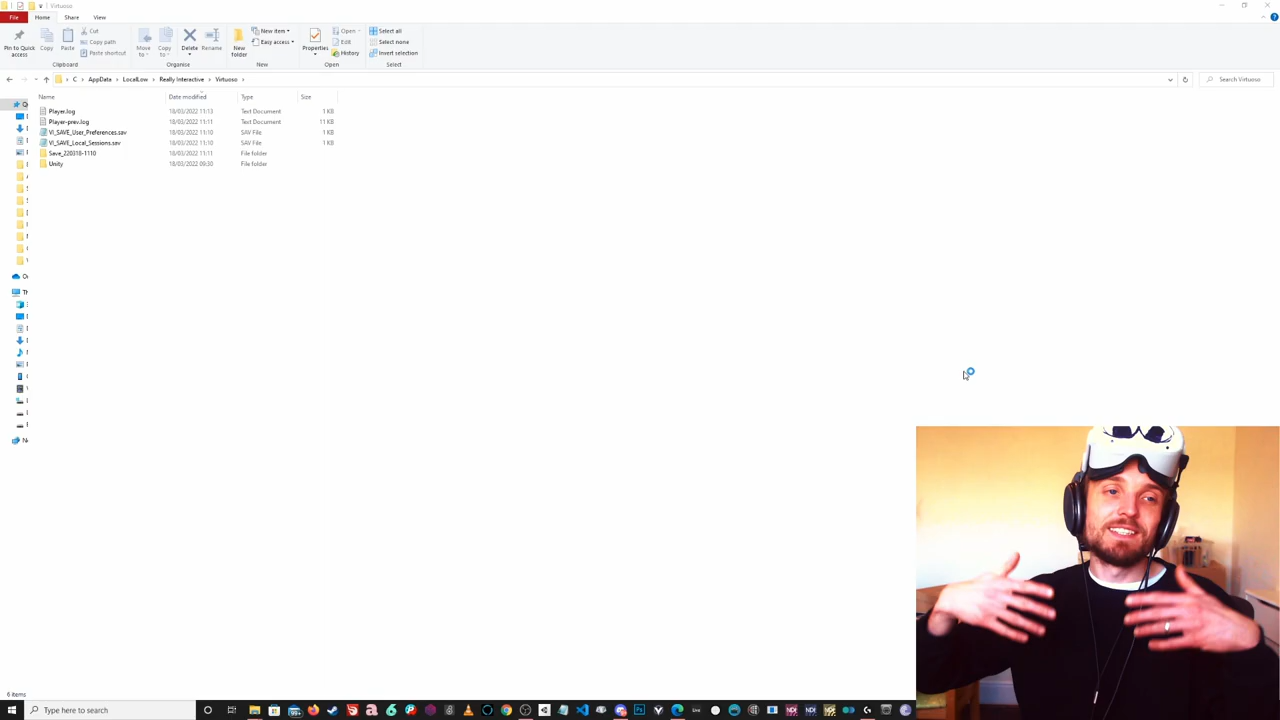 Virtuoso
File Home Share View
Pin to Quick access
Copy
Paste
Cut
Copy path
Paste shortcut
Clipboard
Move to
Copy to
Delete
Rename
Organise
New folder
New item
Easy access
New
Properties
Open
Edit
History
Open
Select all
Select none
Invert selection
Select
C > AppData > LocalLow > Really Interactive > Virtuoso >
Search Virtuoso
Name Date modified Type Size
Player.log 18/03/2022 11:13 Text Document 1 KB
Player-prev.log 18/03/2022 11:11 Text Document 11 KB
VI_SAVE_User_Preferences.sav 18/03/2022 11:10 SAV File 1 KB
VI_SAVE_Local_Sessions.sav 18/03/2022 11:10 SAV File 1 KB
Save_220318-1110 18/03/2022 11:11 File folder
Unity 18/03/2022 09:30 File folder
6 items
Type here to search